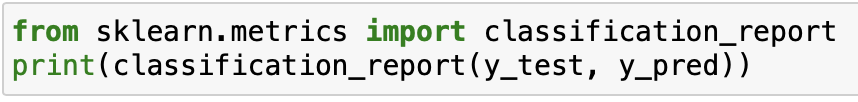 from sklearn.metrics import classification_report
print(classification_report(y_test, y_pred))